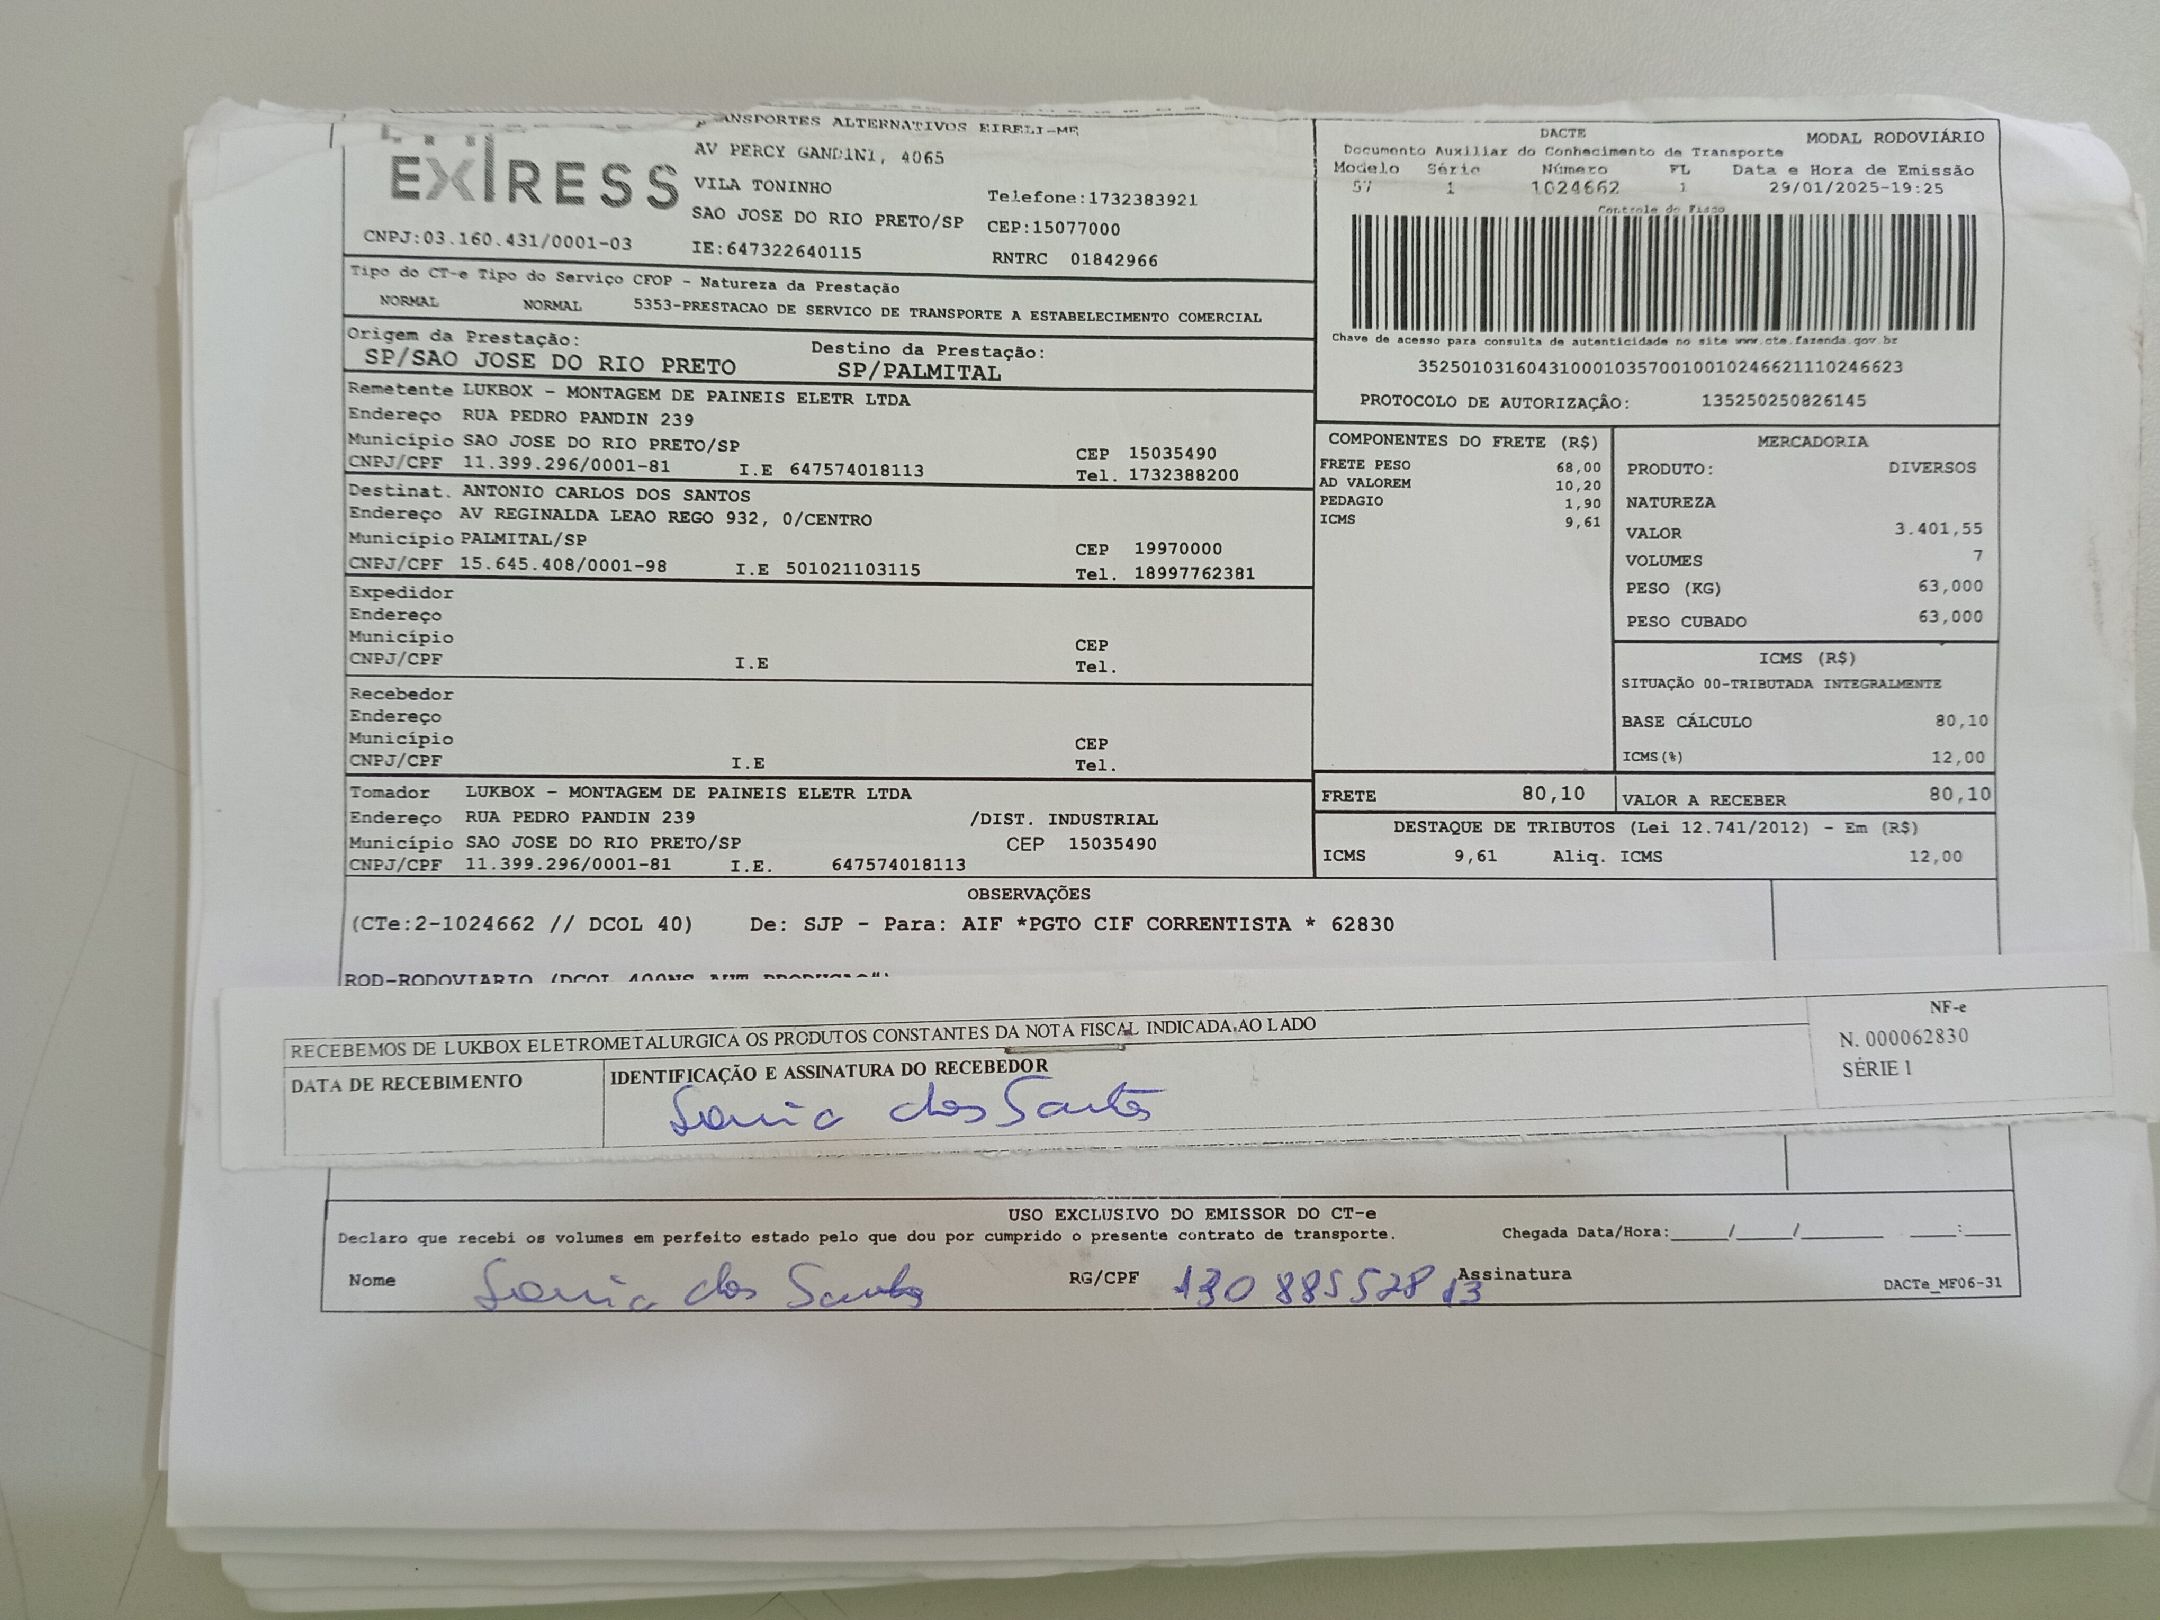 EXPRESS
TRANSPORTES ALTERNATIVOS EIRELI-ME
AV PERCY GANDINI, 4065
VILA TONINHO
SAO JOSE DO RIO PRETO/SP
Telefone:1732383921
CEP:15077000
CNPJ:03.160.431/0001-03
IE:647322640115
RNTRC 01842966
DACTE
MODAL RODOVIÁRIO
Documento Auxiliar do Conhecimento de Transporte
Modelo Série Número FL Data e Hora de Emissão
57 1 1024662 1 29/01/2025-19:25
Controle do Fisco
Chave de acesso para consulta de autenticidade no site www.cte.fazenda.gov.br
35250103160431000103570010010246621110246623
PROTOCOLO DE AUTORIZAÇÃO: 135250250826145
Tipo do CT-e Tipo do Serviço CFOP - Natureza da Prestação
NORMAL NORMAL 5353-PRESTACAO DE SERVICO DE TRANSPORTE A ESTABELECIMENTO COMERCIAL
Origem da Prestação: Destino da Prestação:
SP/SAO JOSE DO RIO PRETO SP/PALMITAL
Remetente LUKBOX - MONTAGEM DE PAINEIS ELETR LTDA
Endereço RUA PEDRO PANDIN 239
Município SAO JOSE DO RIO PRETO/SP CEP 15035490
CNPJ/CPF 11.399.296/0001-81 I.E 647574018113 Tel. 1732388200
Destinat. ANTONIO CARLOS DOS SANTOS
Endereço AV REGINALDA LEAO REGO 932, 0/CENTRO
Município PALMITAL/SP CEP 19970000
CNPJ/CPF 15.645.408/0001-98 I.E 501021103115 Tel. 18997762381
Expedidor
Endereço
Município CEP
CNPJ/CPF I.E Tel.
Recebedor
Endereço
Município CEP
CNPJ/CPF I.E Tel.
Tomador LUKBOX - MONTAGEM DE PAINEIS ELETR LTDA
Endereço RUA PEDRO PANDIN 239 /DIST. INDUSTRIAL
Município SAO JOSE DO RIO PRETO/SP CEP 15035490
CNPJ/CPF 11.399.296/0001-81 I.E. 647574018113
COMPONENTES DO FRETE (R$)
FRETE PESO 68,00
AD VALOREM 10,20
PEDAGIO 1,90
ICMS 9,61
MERCADORIA
PRODUTO: DIVERSOS
NATUREZA
VALOR 3.401,55
VOLUMES 7
PESO (KG) 63,000
PESO CUBADO 63,000
ICMS (R$)
SITUAÇÃO 00-TRIBUTADA INTEGRALMENTE
BASE CÁLCULO 80,10
ICMS(%) 12,00
FRETE 80,10 VALOR A RECEBER 80,10
DESTAQUE DE TRIBUTOS (Lei 12.741/2012) - Em (R$)
ICMS 9,61 Aliq. ICMS 12,00
OBSERVAÇÕES
(CTe:2-1024662 // DCOL 40) De: SJP - Para: AIF *PGTO CIF CORRENTISTA * 62830
ROD-RODOVIARIO (DCOL
RECEBEMOS DE LUKBOX ELETROMETALURGICA OS PRODUTOS CONSTANTES DA NOTA FISCAL INDICADA AO LADO
DATA DE RECEBIMENTO
IDENTIFICAÇÃO E ASSINATURA DO RECEBEDOR
Sonia dos Santos
NF-e
N. 000062830
SÉRIE 1
USO EXCLUSIVO DO EMISSOR DO CT-e
Declaro que recebi os volumes em perfeito estado pelo que dou por cumprido o presente contrato de transporte. Chegada Data/Hora:_____/_____/_______ ____:____
Nome Sonia dos Santos RG/CPF 130 885528 13 Assinatura
DACTe_MF06-31